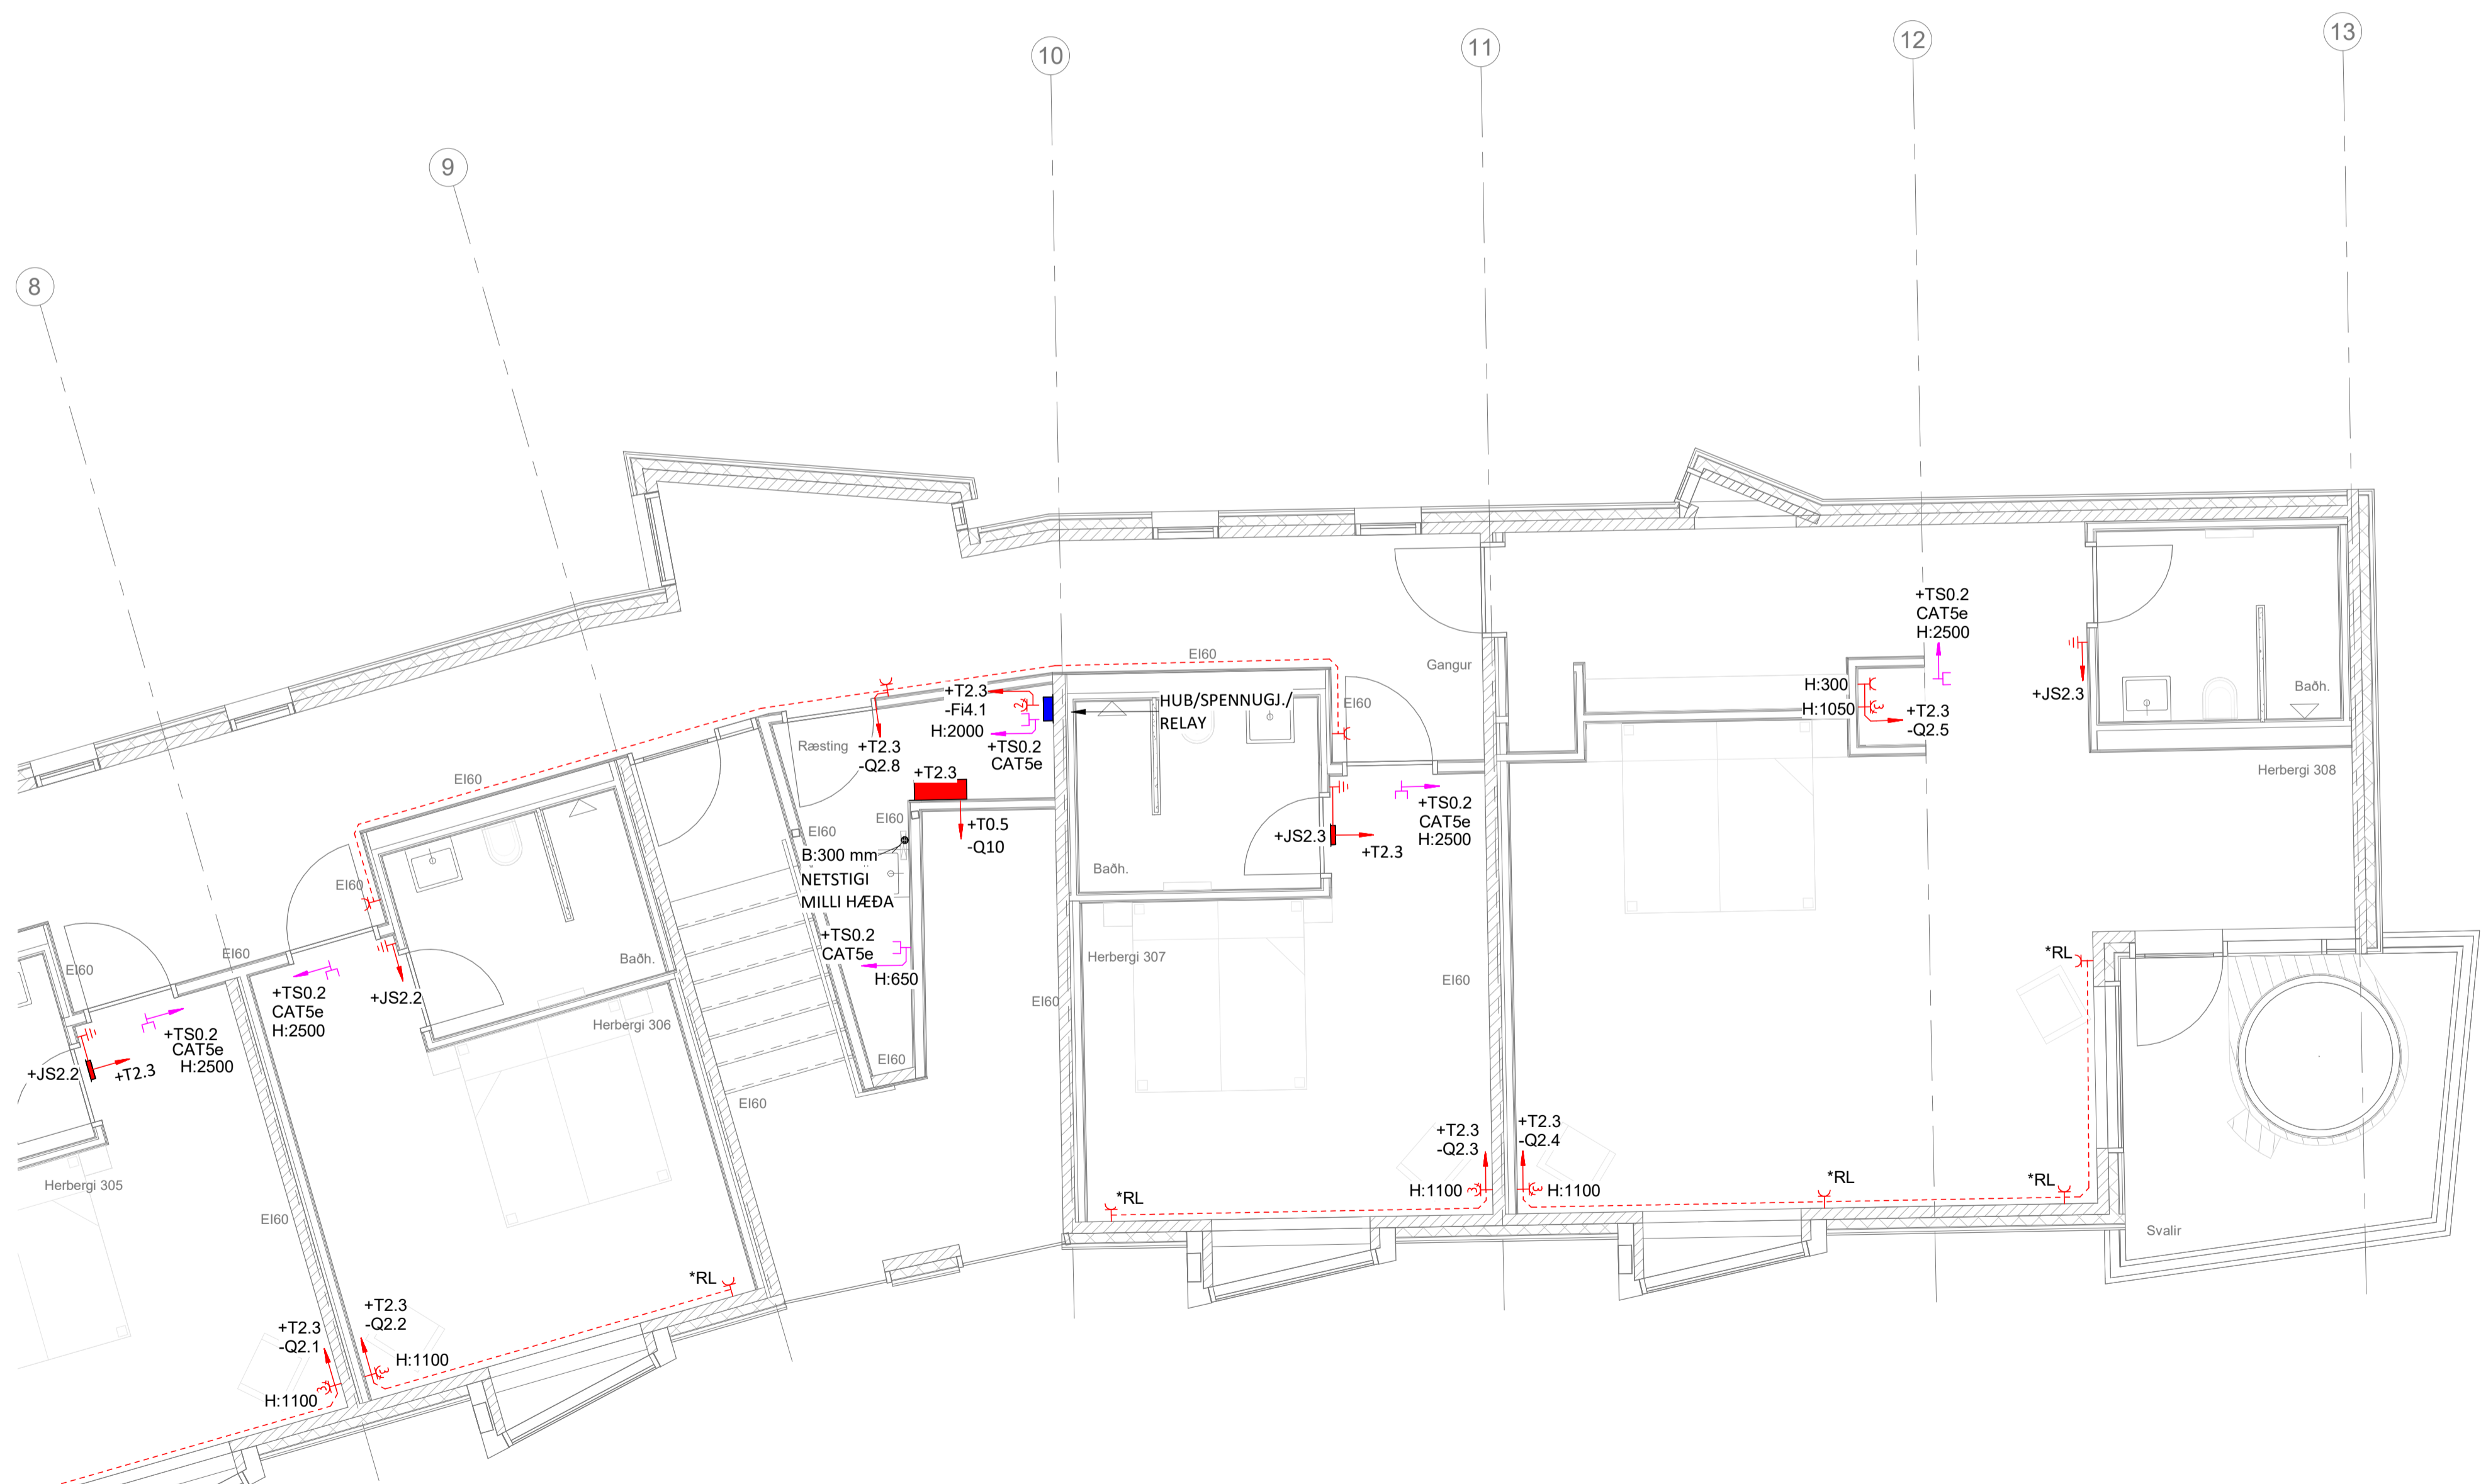 13
12
11
10
9
8
+TS0.2
CAT5e
H:2500
EI60
Gangur
+T2.3
-Fi4.1
H:2000
+TS0.2
CAT5e
HUB/SPENNUGJ./
RELAY
EI60
H:300
H:1050
+T2.3
-Q2.5
+JS2.3
Baðh.
Herbergi 308
Ræsting
+T2.3
-Q2.8
+T2.3
EI60
+T0.5
-Q10
EI60
EI60
B:300 mm
NETSTIGI
MILLI HÆÐA
+JS2.3
+T2.3
+TS0.2
CAT5e
H:2500
Baðh.
EI60
EI60
EI60
+TS0.2
CAT5e
H:650
Herbergi 307
EI60
EI60
*RL
Baðh.
+JS2.2
+TS0.2
CAT5e
H:2500
Herbergi 306
+TS0.2
CAT5e
H:2500
+JS2.2
+T2.3
EI60
EI60
EI60
Herbergi 305
EI60
+T2.3
-Q2.3
H:1100
+T2.3
-Q2.4
H:1100
*RL
*RL
*RL
Svalir
*RL
+T2.3
-Q2.2
H:1100
+T2.3
-Q2.1
H:1100